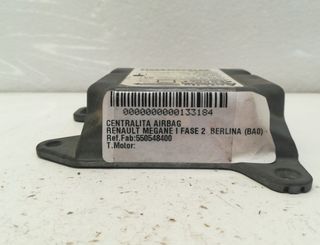 0000000000133184
CENTRALITA AIRBAG
RENAULT MEGANE I FASE 2 BERLINA (BA0)
Ref.Fab:550548400
T.Motor: